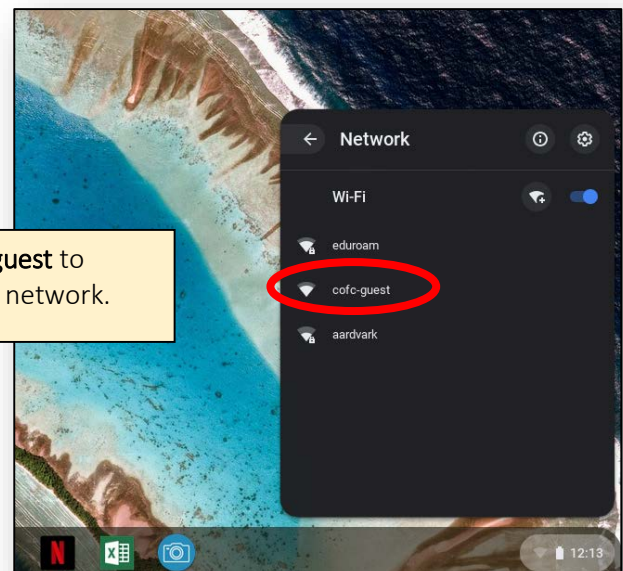 Network
Wi-Fi
eduroam
guest to
cofc-guest
network.
aardvark
N
X
12:13